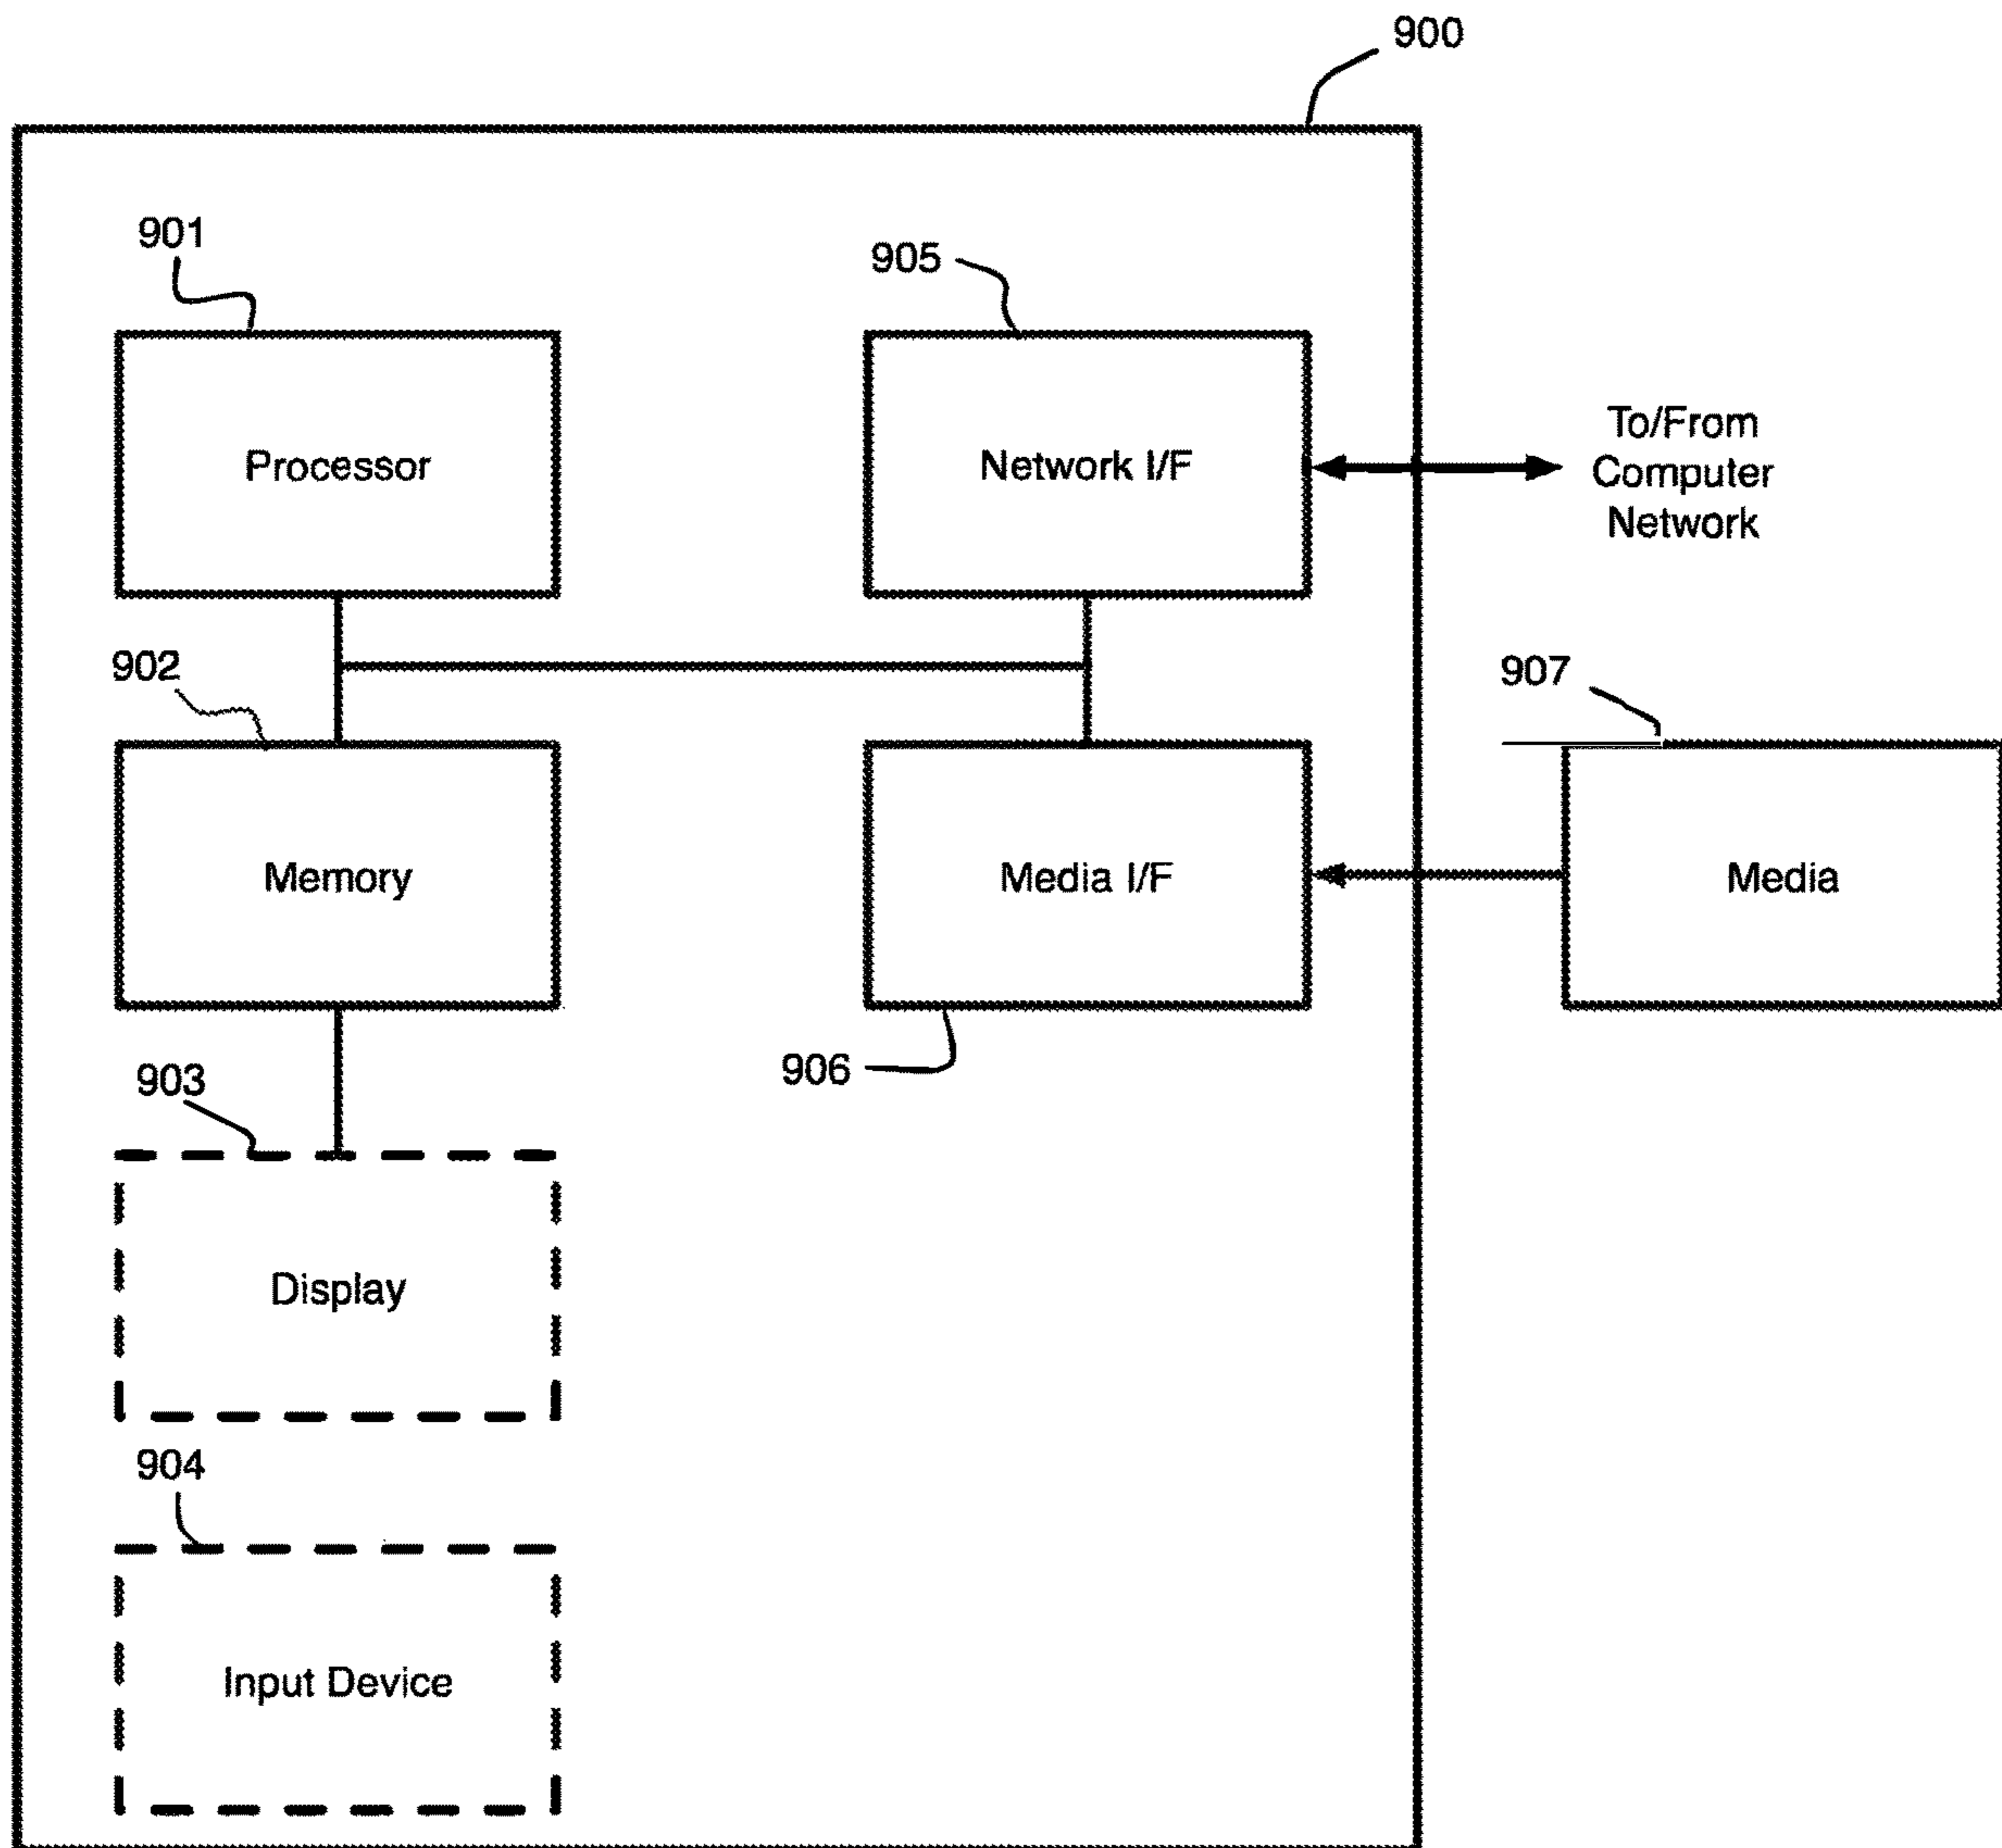 900
901
905
Processor
Network I/F
To/From
Computer
Network
902
907
Memory
Media I/F
Media
903
906
Display
904
Input Device